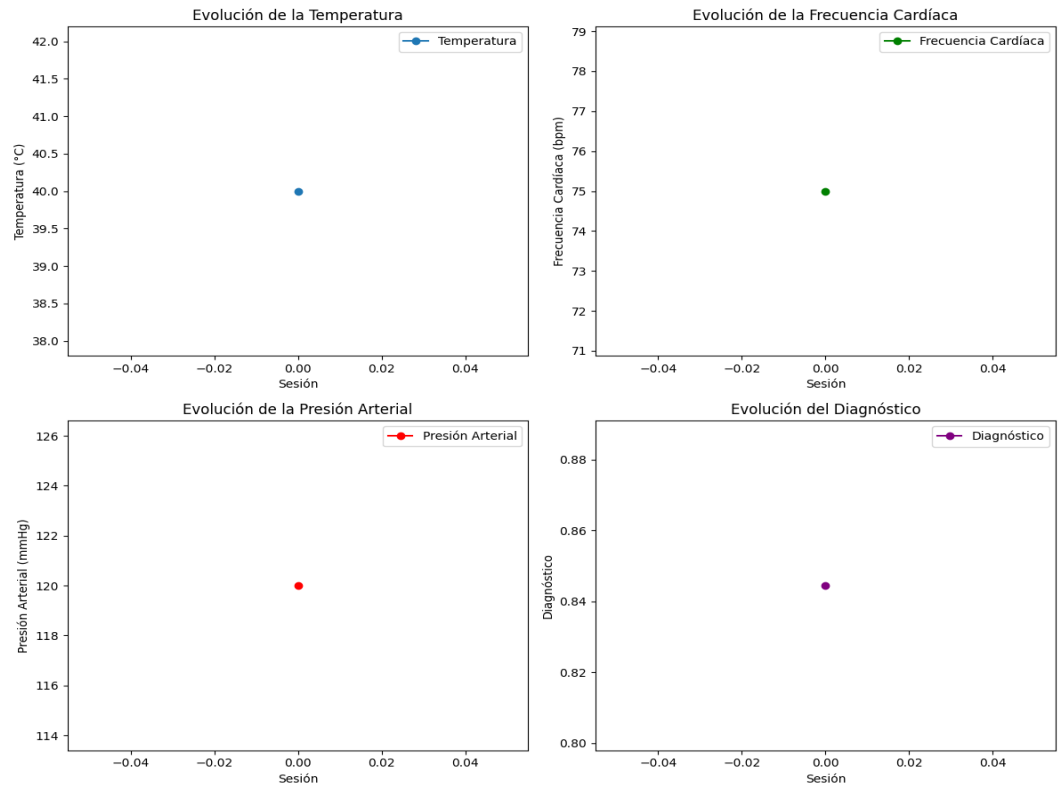 Evolución de la Temperatura
Temperatura
Temperatura (°C)
42.0
41.5
41.0
40.5
40.0
39.5
39.0
38.5
38.0
−0.04 −0.02 0.00 0.02 0.04
Sesión
Evolución de la Frecuencia Cardíaca
Frecuencia Cardíaca
Frecuencia Cardíaca (bpm)
79
78
77
76
75
74
73
72
71
−0.04 −0.02 0.00 0.02 0.04
Sesión
Evolución de la Presión Arterial
Presión Arterial
Presión Arterial (mmHg)
126
124
122
120
118
116
114
−0.04 −0.02 0.00 0.02 0.04
Sesión
Evolución del Diagnóstico
Diagnóstico
Diagnóstico
0.88
0.86
0.84
0.82
0.80
−0.04 −0.02 0.00 0.02 0.04
Sesión